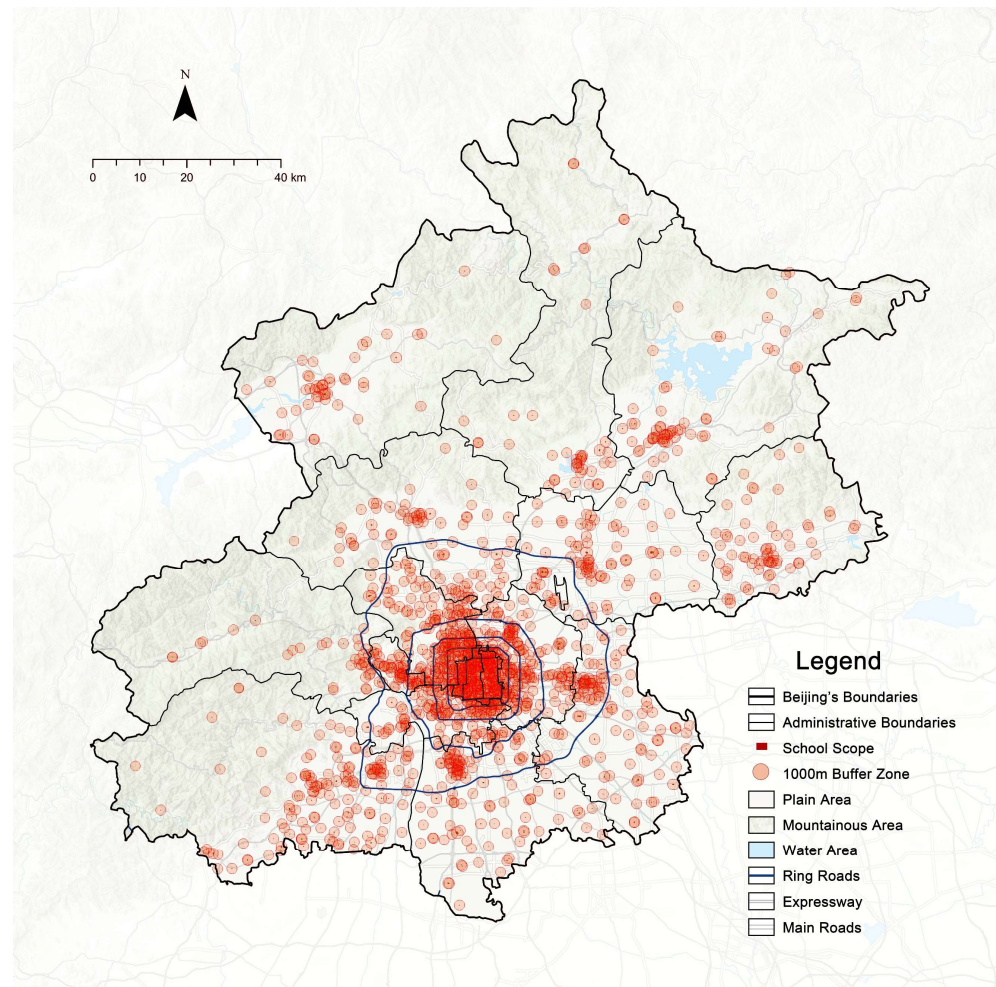 N
0 10 20 40 km
Legend
Beijing's Boundaries
Administrative Boundaries
School Scope
1000m Buffer Zone
Plain Area
Mountainous Area
Water Area
Ring Roads
Expressway
Main Roads